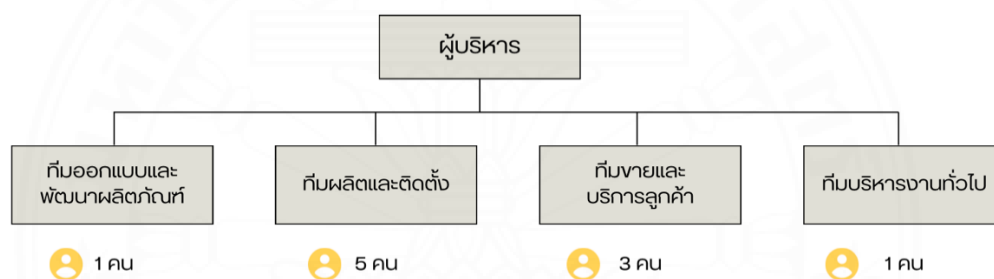 ผู้บริหาร
ทีมออกแบบและ
พัฒนาผลิตภัณฑ์
ทีมผลิตและติดตั้ง
ทีมขายและ
บริการลูกค้า
ทีมบริหารงานทั่วไป
1 คน
5 คน
3 คน
1 คน